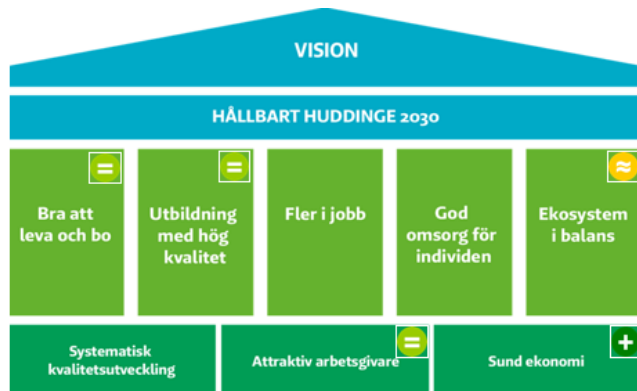 VISION
HÅLLBART HUDDINGE 2030
=
=
≈
Bra att
leva och bo
Utbildning
med hög
kvalitet
Fler i jobb
God
omsorg för
individen
Ekosystem
i balans
=
+
Systematisk
kvalitetsutveckling
Attraktiv arbetsgivare
Sund ekonomi